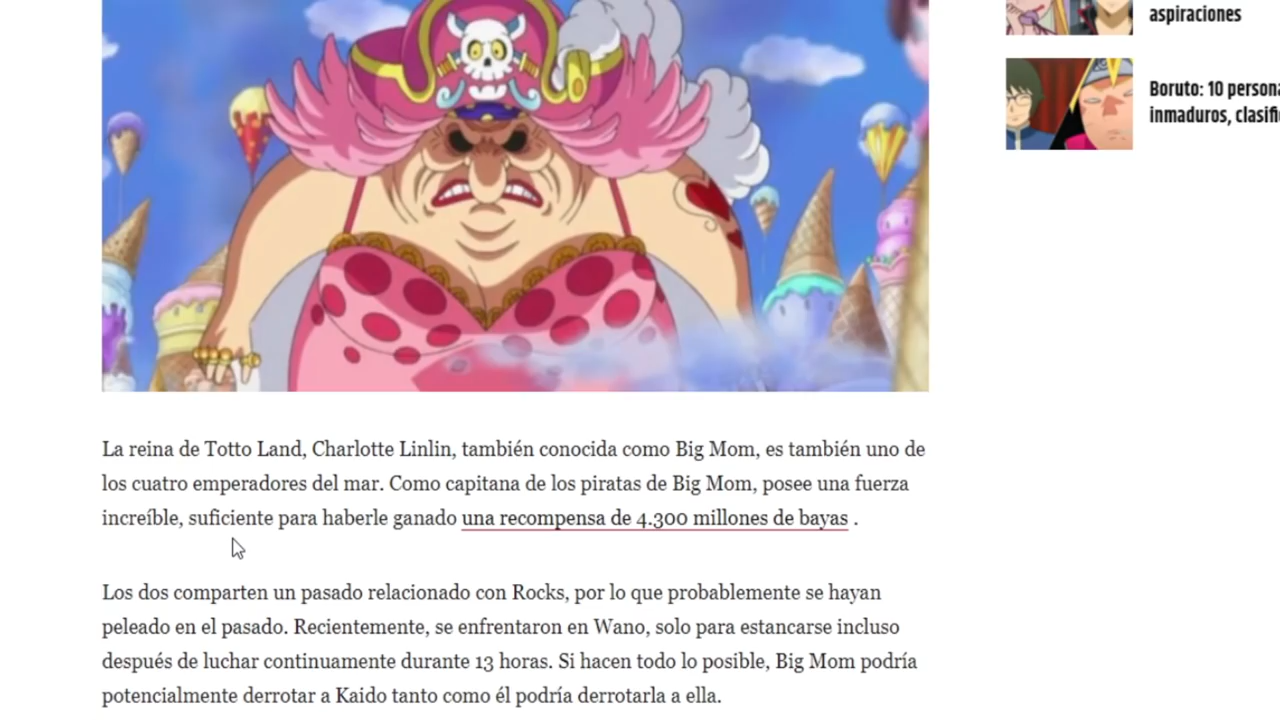 aspiraciones
Boruto: 10 persona
inmaduros, clasifi
La reina de Totto Land, Charlotte Linlin, también conocida como Big Mom, es también uno de
los cuatro emperadores del mar. Como capitana de los piratas de Big Mom, posee una fuerza
increíble, suficiente para haberle ganado una recompensa de 4.300 millones de bayas .
Los dos comparten un pasado relacionado con Rocks, por lo que probablemente se hayan
peleado en el pasado. Recientemente, se enfrentaron en Wano, solo para estancarse incluso
después de luchar continuamente durante 13 horas. Si hacen todo lo posible, Big Mom podría
potencialmente derrotar a Kaido tanto como él podría derrotarla a ella.